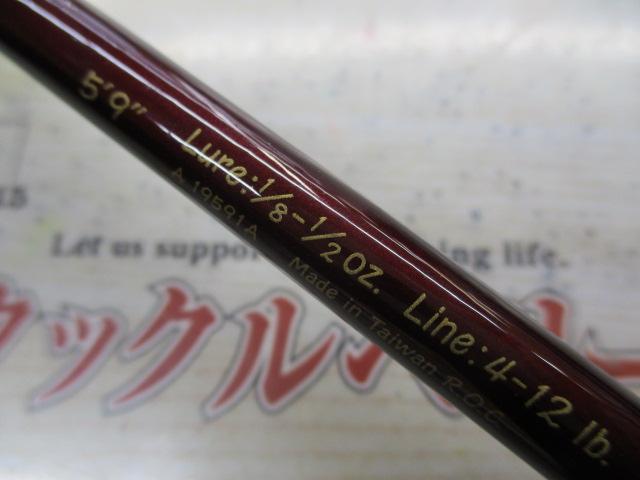 5'9" Lure:1/8-1/2oz. Line:4-12 lb.
A 19591A Made in Taiwan R.O.C
Let us suppor
ing life.
タックル